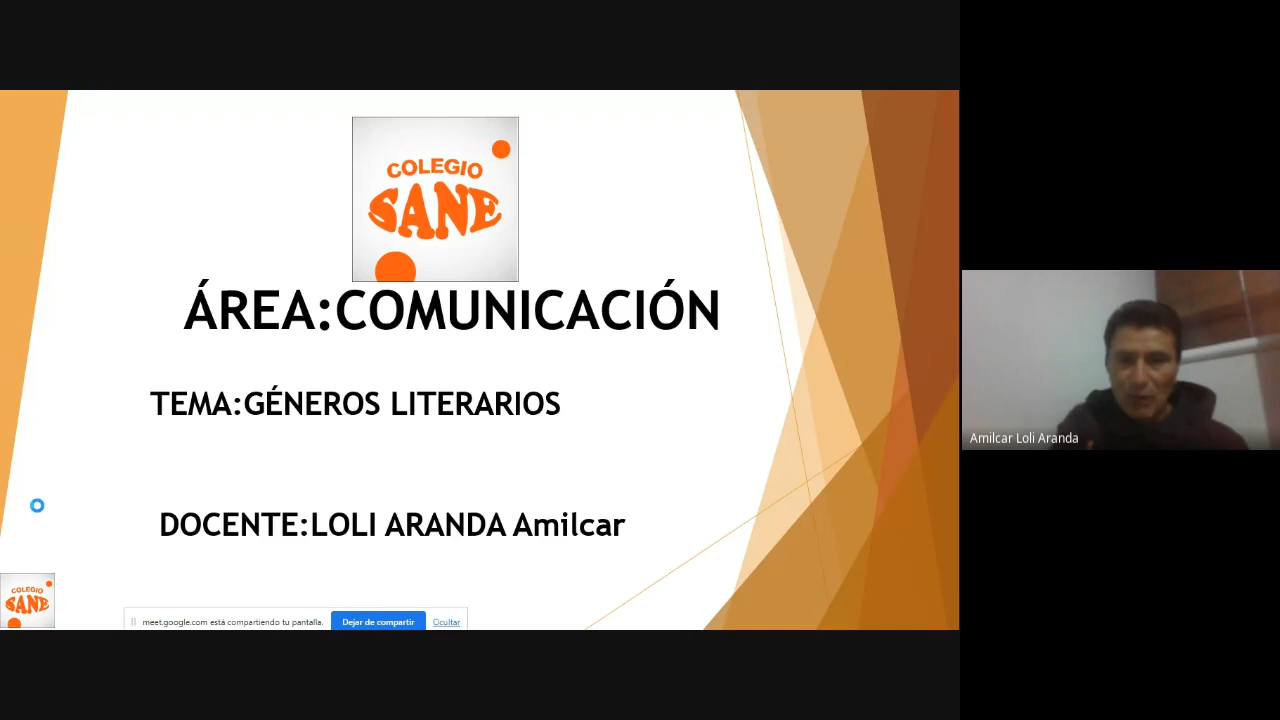 COLEGIO
SANE
ÁREA:COMUNICACIÓN
TEMA:GÉNEROS LITERARIOS
DOCENTE:LOLI ARANDA Amilcar
COLEGIO
SANE
meet.google.com está compartiendo tu pantalla.
Dejar de compartir
Ocultar
Amilcar Loli Aranda